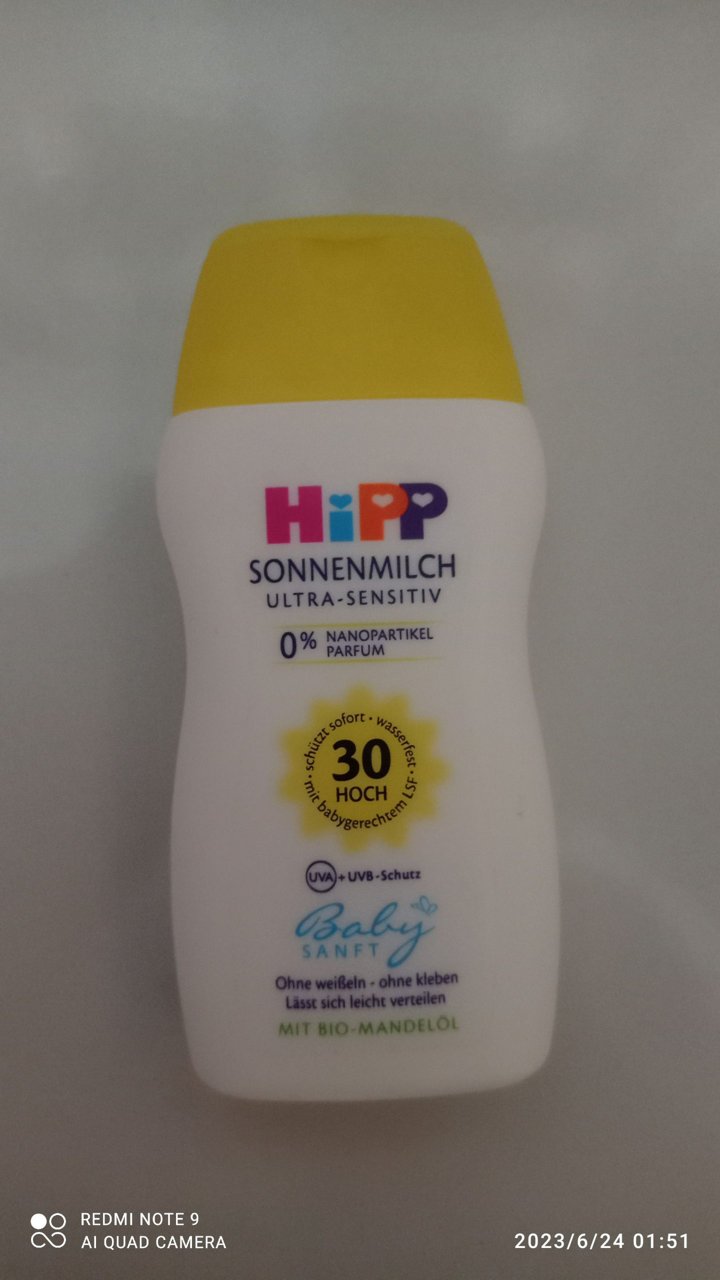 HiPP
SONNENMILCH
ULTRA-SENSITIV
0% NANOPARTIKEL
PARFUM
· schützt sofort · wasserfest ·
mit babygerechtem LSF
30
HOCH
UVA + UVB-Schutz
Baby
SANFT
Ohne weißeln - ohne kleben
Lässt sich leicht verteilen
MIT BIO-MANDELÖL
REDMI NOTE 9
AI QUAD CAMERA
2023/6/24 01:51